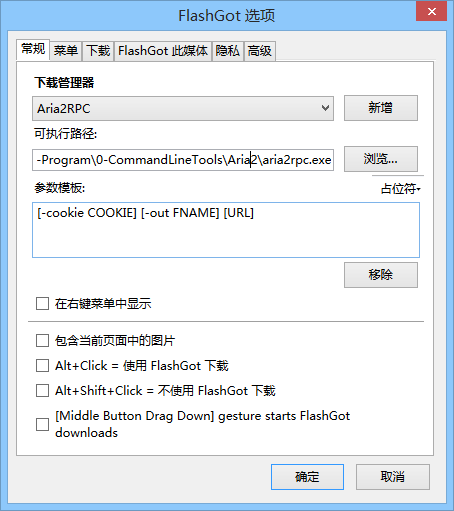 FlashGot 选项
常规 菜单 下载 FlashGot 此媒体 隐私 高级
下载管理器
Aria2RPC 新增
可执行路径:
-Program\0-CommandLineTools\Aria2\aria2rpc.exe 浏览...
参数模板: 占位符
[-cookie COOKIE] [-out FNAME] [URL]
移除
在右键菜单中显示
包含当前页面中的图片
Alt+Click = 使用 FlashGot 下载
Alt+Shift+Click = 不使用 FlashGot 下载
[Middle Button Drag Down] gesture starts FlashGot
downloads
确定 取消